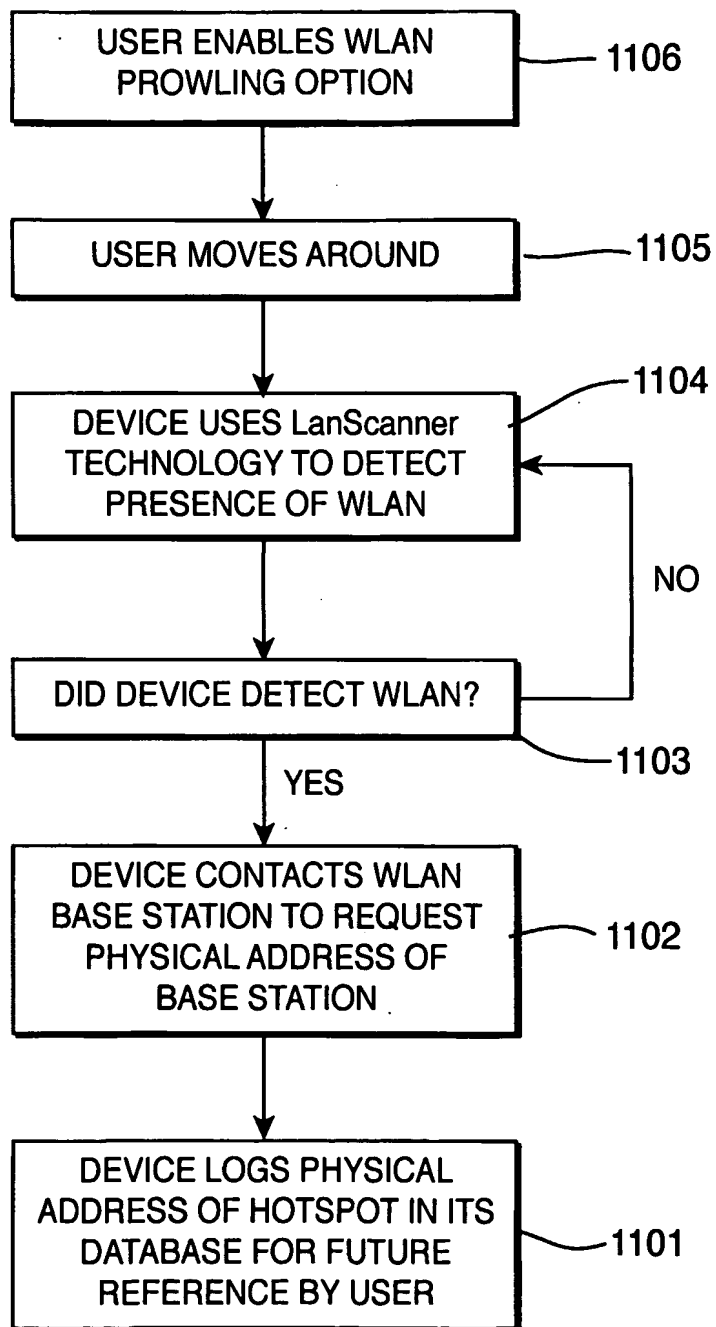 USER ENABLES WLAN
PROWLING OPTION
1106
USER MOVES AROUND
1105
1104
DEVICE USES LanScanner
TECHNOLOGY TO DETECT
PRESENCE OF WLAN
NO
DID DEVICE DETECT WLAN?
1103
YES
DEVICE CONTACTS WLAN
BASE STATION TO REQUEST
PHYSICAL ADDRESS OF
BASE STATION
1102
DEVICE LOGS PHYSICAL
ADDRESS OF HOTSPOT IN ITS
DATABASE FOR FUTURE
REFERENCE BY USER
1101